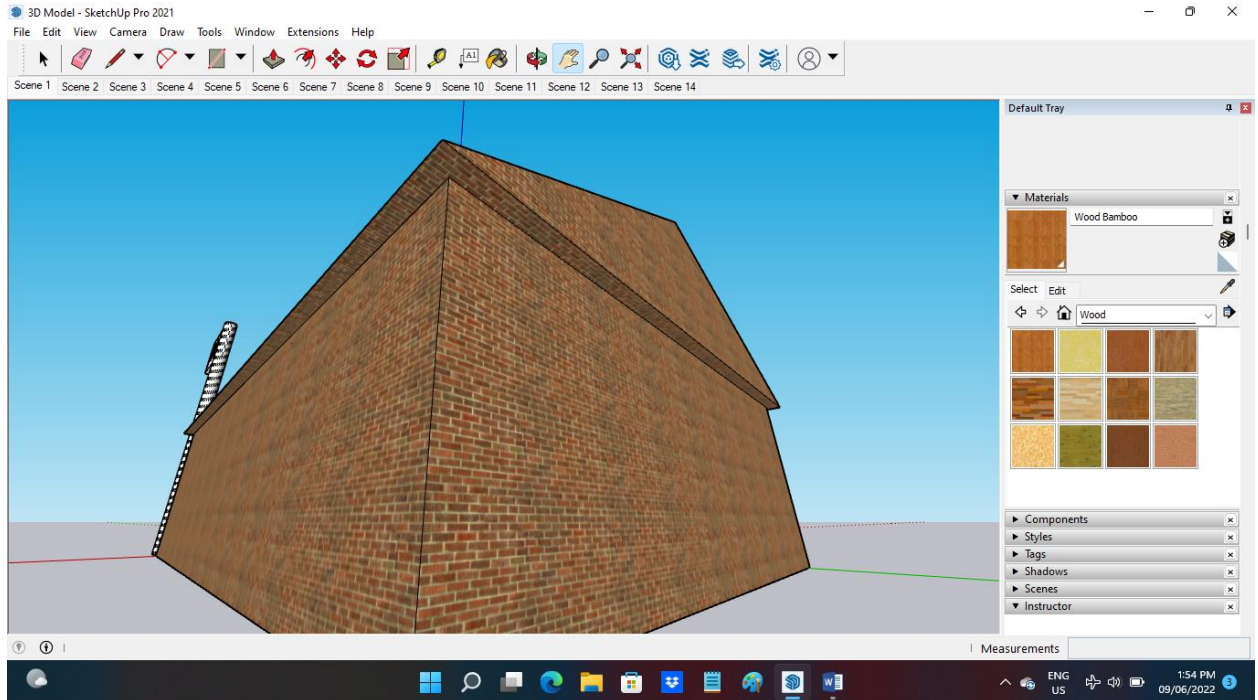 3D Model - SketchUp Pro 2021
File Edit View Camera Draw Tools Window Extensions Help
A1
Scene 1 Scene 2 Scene 3 Scene 4 Scene 5 Scene 6 Scene 7 Scene 8 Scene 9 Scene 10 Scene 11 Scene 12 Scene 13 Scene 14
Default Tray
Materials
Wood Bamboo
Select Edit
Wood
Components
Styles
Tags
Shadows
Scenes
Instructor
Measurements
ENG
US
1:54 PM
09/06/2022
3